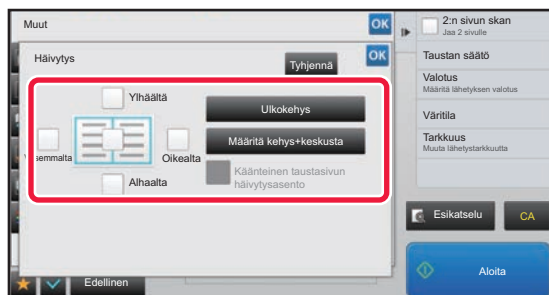 Muut
OK
Häivytys
OK
Tyhjennä
Ylhäältä
Ulkokehys
semmalta
Oikealta
Määritä kehys+keskusta
Alhaalta
Käänteinen taustasivun
häivytysasento
Edellinen
2:n sivun skan
Jaa 2 sivulle
Taustan säätö
Valotus
Määritä lähetyksen valotus
Väritila
Tarkkuus
Muuta lähetystarkkuutta
Esikatselu
CA
Aloita